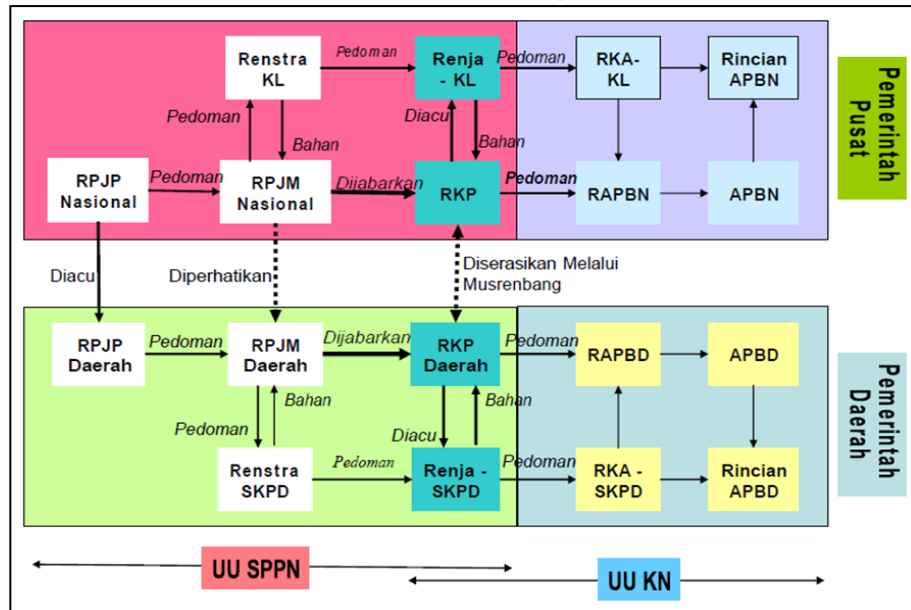 Renstra
KL
Pedoman
Renja
- KL
Pedoman
RKA-
KL
Rincian
APBN
Pemerintah
Pusat
Pedoman
Bahan
Diacu
Bahan
RPJP
Nasional
Pedoman
RPJM
Nasional
Dijabarkan
RKP
Pedoman
RAPBN
APBN
Diacu
Diperhatikan
Diserasikan Melalui
Musrenbang
RPJP
Daerah
Pedoman
RPJM
Daerah
Dijabarkan
RKP
Daerah
Pedoman
RAPBD
APBD
Pemerintah
Daerah
Pedoman
Bahan
Diacu
Bahan
Renstra
SKPD
Pedoman
Renja -
SKPD
Pedoman
RKA -
SKPD
Rincian
APBD
UU SPPN
UU KN